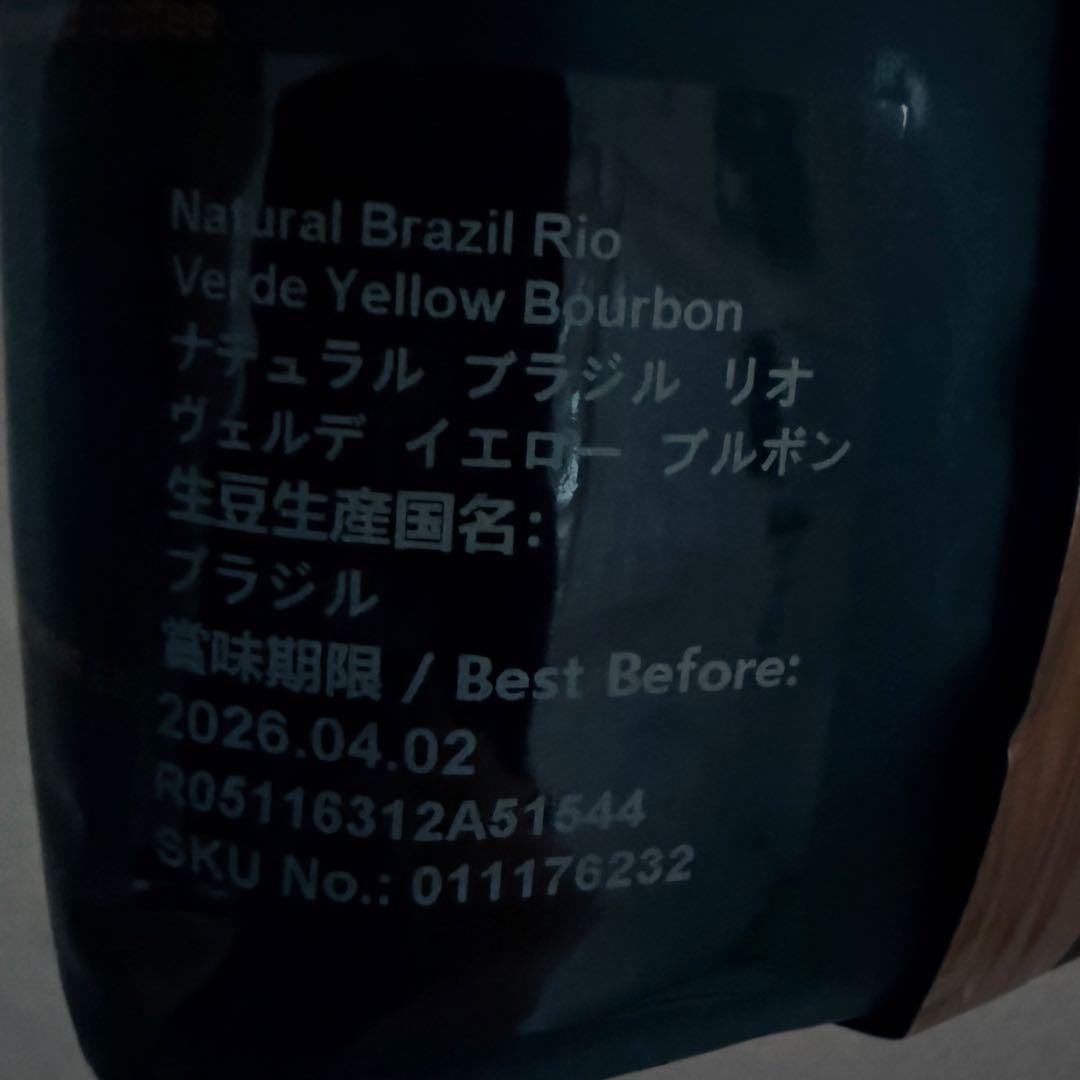 coffee
Natural Brazil Rio
Verde Yellow Bourbon
ナチュラル ブラジル リオ
ヴェルデ イエロー ブルボン
生豆生産国名:
ブラジル
賞味期限 / Best Before:
2026.04.02
R05116312A51544
SKU No.: 011176232